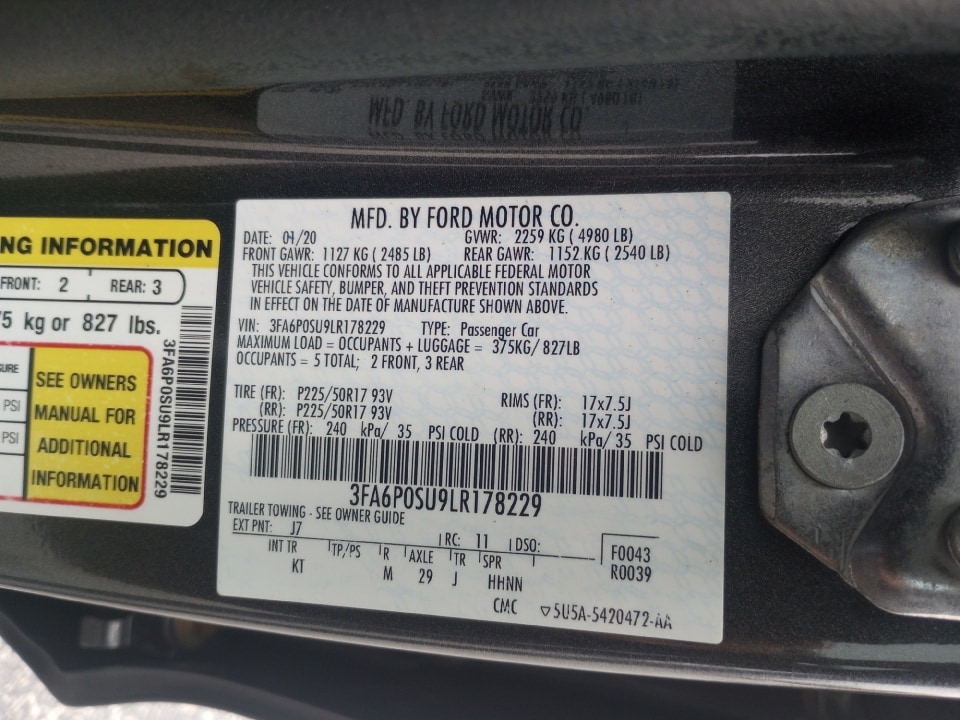 NG INFORMATION
FRONT: 2 REAR: 3
5 kg or 827 lbs.
PSI
PSI
SEE OWNERS
MANUAL FOR
ADDITIONAL
INFORMATION
3FA6P0SU9LR178229
MFD. BY FORD MOTOR CO.
DATE: 01/20 GVWR: 2259 KG ( 4980 LB)
FRONT GAWR: 1127 KG ( 2485 LB) REAR GAWR: 1152 KG ( 2540 LB)
THIS VEHICLE CONFORMS TO ALL APPLICABLE FEDERAL MOTOR
VEHICLE SAFETY, BUMPER, AND THEFT PREVENTION STANDARDS
IN EFFECT ON THE DATE OF MANUFACTURE SHOWN ABOVE.
VIN: 3FA6P0SU9LR178229 TYPE: Passenger Car
MAXIMUM LOAD = OCCUPANTS + LUGGAGE = 375KG/ 827LB
OCCUPANTS = 5 TOTAL; 2 FRONT, 3 REAR
TIRE (FR): P225/50R17 93V RIMS (FR): 17x7.5J
(RR): P225/50R17 93V (RR): 17x7.5J
PRESSURE (FR): 240 kPa/ 35 PSI COLD (RR): 240 kPa/ 35 PSI COLD
3FA6P0SU9LR178229
TRAILER TOWING - SEE OWNER GUIDE
EXT PNT: J7 RC: 11 DSO: F0043
INT TR TP/PS R AXLE TR SPR R0039
KT M 29 J HHNN
CMC ▽5U5A-5420472-AA